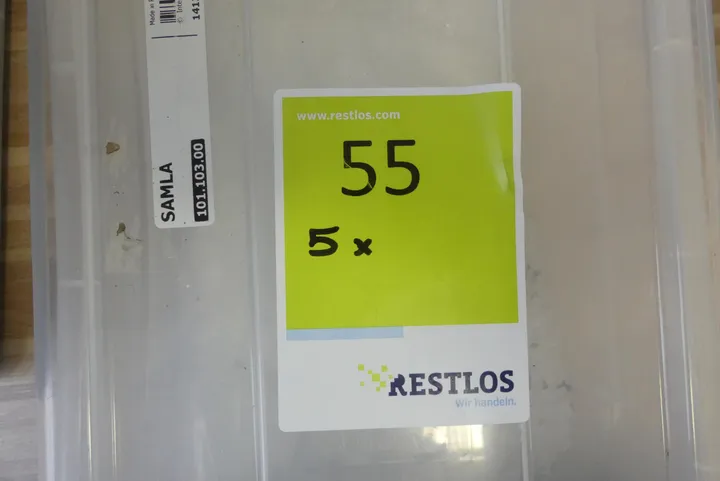 SAMLA
101.103.00
www.restlos.com
55
5 x
RESTLOS
Wir handeln.